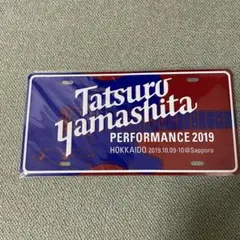 Tatsuro
yamashita
PERFORMANCE 2019
HOKKAIDO 2019.10.09-10@Sapporo